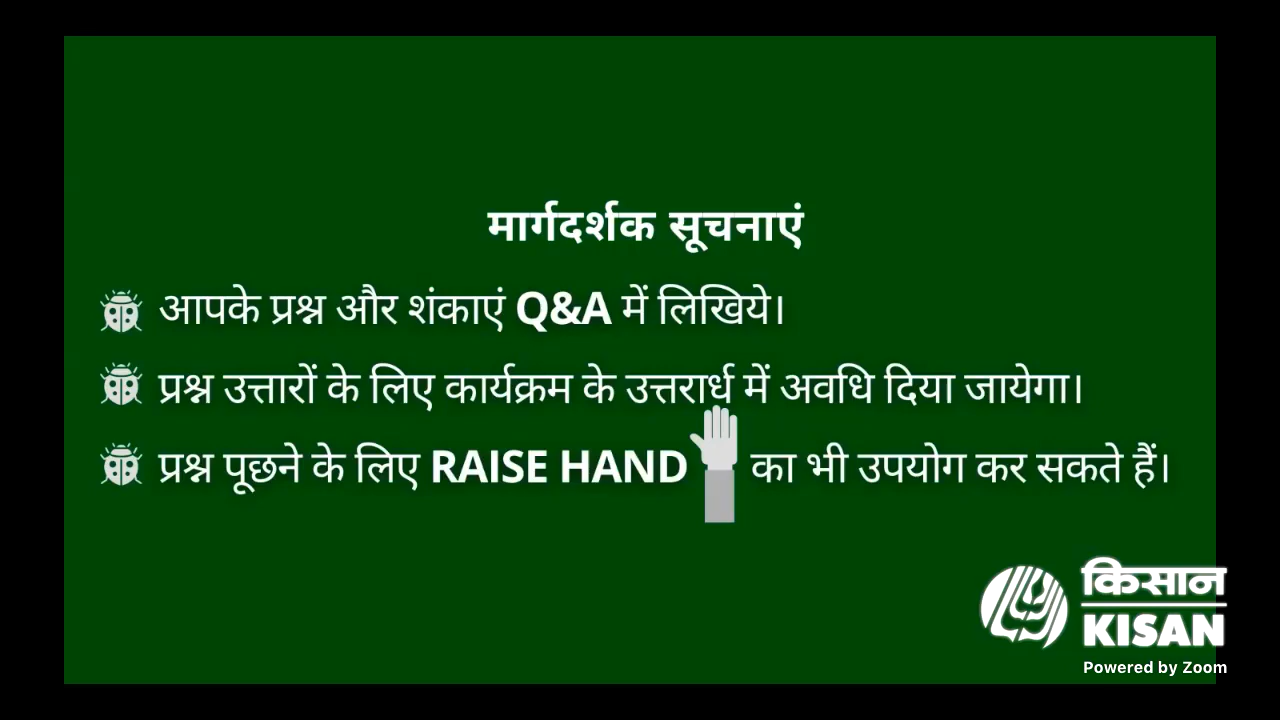 मार्गदर्शक सूचनाएं
आपके प्रश्न और शंकाएं Q&A में लिखिये।
प्रश्न उत्तारों के लिए कार्यक्रम के उत्तरार्ध में अवधि दिया जायेगा।
प्रश्न पूछने के लिए RAISE HAND का भी उपयोग कर सकते हैं।
किसान
KISAN
Powered by Zoom